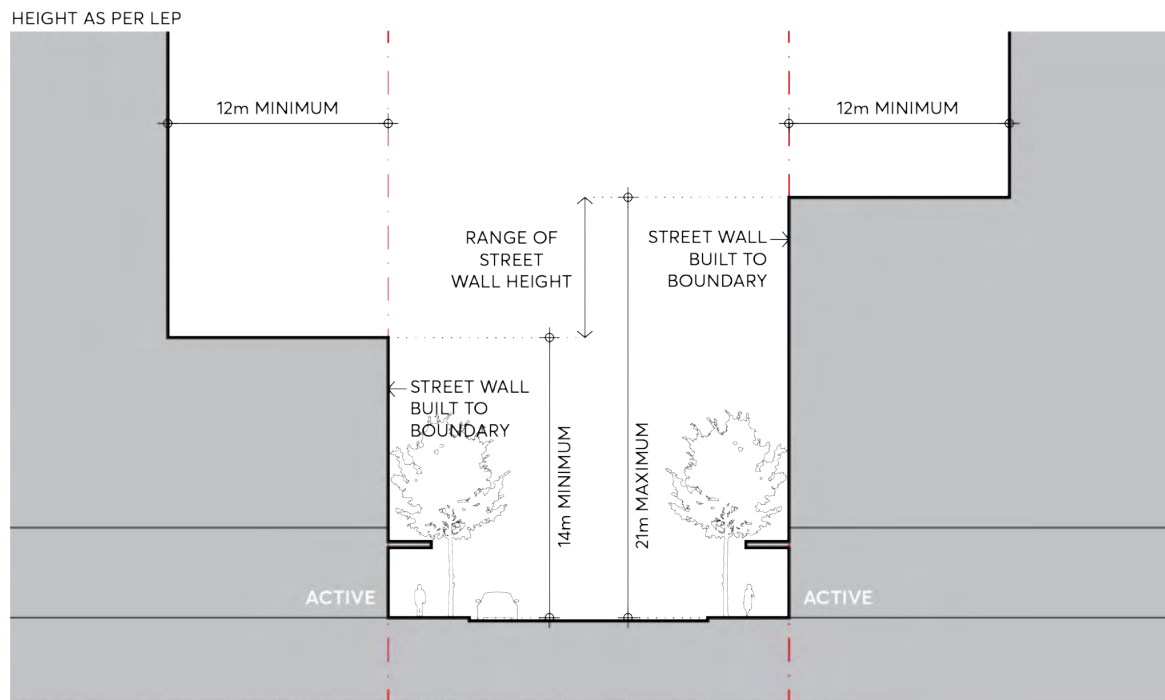 HEIGHT AS PER LEP
12m MINIMUM
12m MINIMUM
RANGE OF
STREET
WALL HEIGHT
STREET WALL
BUILT TO
BOUNDARY
STREET WALL
BUILT TO
BOUNDARY
14m MINIMUM
21m MAXIMUM
ACTIVE
ACTIVE